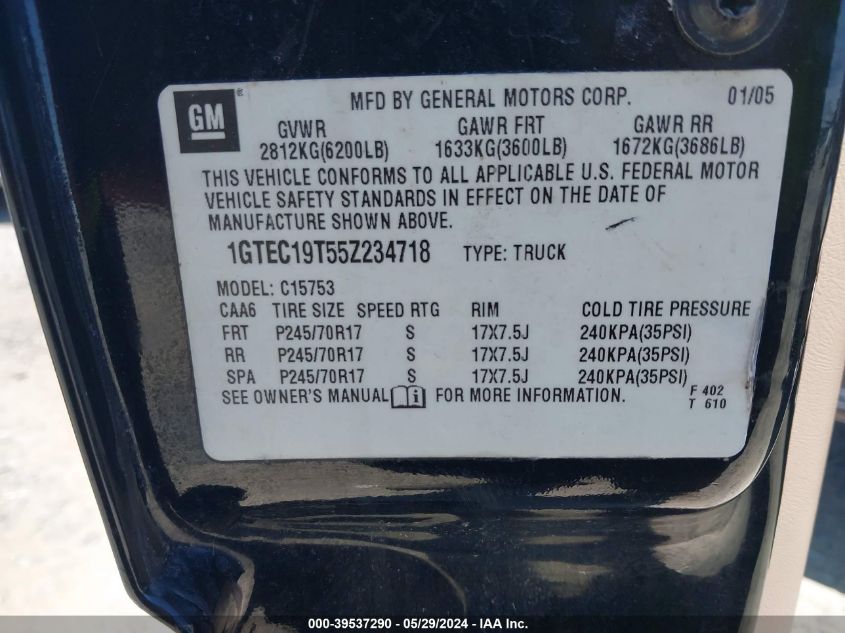 GM ® MFD BY GENERAL MOTORS CORP. 01/05
GVWR GAWR FRT GAWR RR
2812KG(6200LB) 1633KG(3600LB) 1672KG(3686LB)
THIS VEHICLE CONFORMS TO ALL APPLICABLE U.S. FEDERAL MOTOR
VEHICLE SAFETY STANDARDS IN EFFECT ON THE DATE OF
MANUFACTURE SHOWN ABOVE.
1GTEC19T55Z234718 TYPE: TRUCK
MODEL: C15753
CAA6 TIRE SIZE SPEED RTG RIM COLD TIRE PRESSURE
FRT P245/70R17 S 17X7.5J 240KPA(35PSI)
RR P245/70R17 S 17X7.5J 240KPA(35PSI)
SPA P245/70R17 S 17X7.5J 240KPA(35PSI)
SEE OWNER'S MANUAL i FOR MORE INFORMATION. F 402
T 610
000-39537290 - 05/29/2024 - IAA Inc.